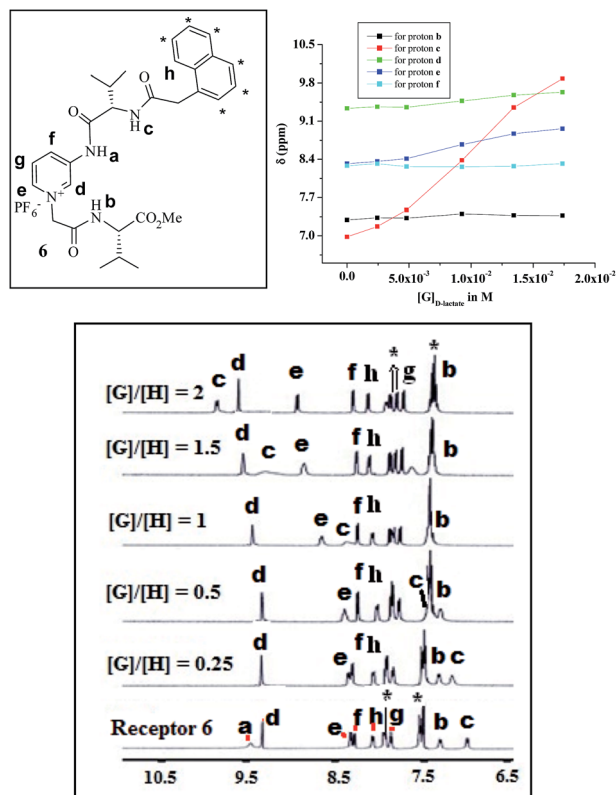 O
h
N
H
c
O
O
f
g
N
H
a
e
d
N+
PF6-
H
N
b
CO2Me
O
6
* * * * * *
for proton b
for proton c
for proton d
for proton e
for proton f
10.5
9.8
9.1
8.4
7.7
7.0
6.3
δ (ppm)
0.0 5.0x10-3 1.0x10-2 1.5x10-2 2.0x10-2
[G]D-lactate in M
[G]/[H] = 2 c d e f h * g * b
[G]/[H] = 1.5 d c e f h b
[G]/[H] = 1 d e c f h b
[G]/[H] = 0.5 d e f h c b
[G]/[H] = 0.25 d e f h b c
Receptor 6 a d e f h * g * b c
10.5 9.5 8.5 7.5 6.5